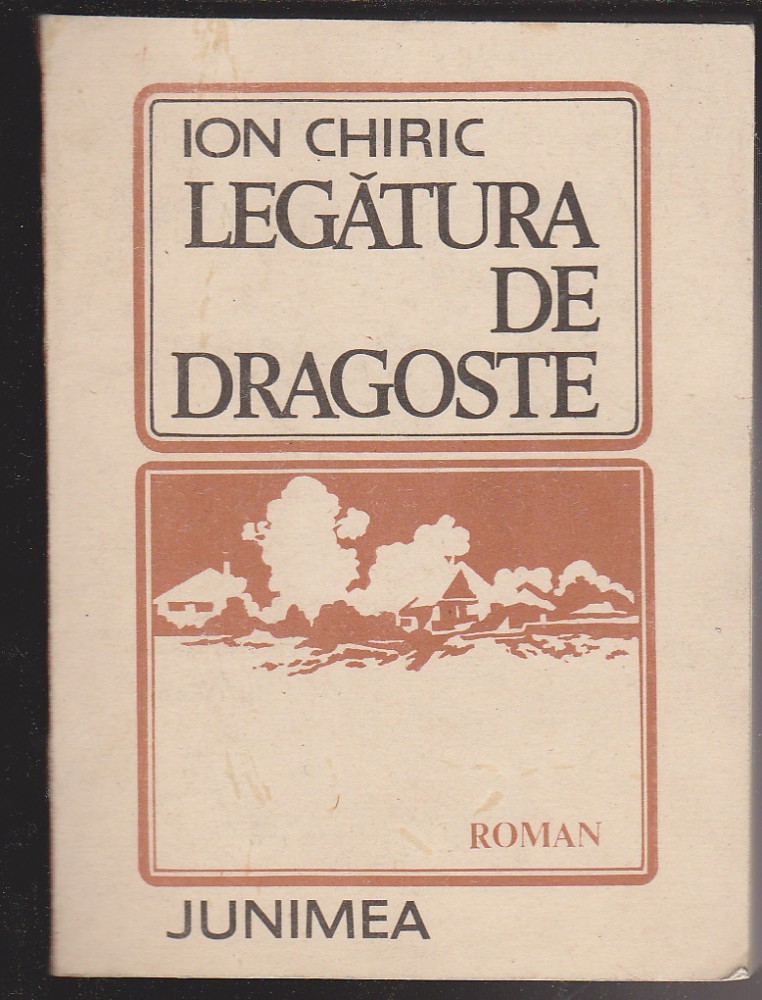 ION CHIRIC
LEGĂTURA
DE
DRAGOSTE
ROMAN
JUNIMEA